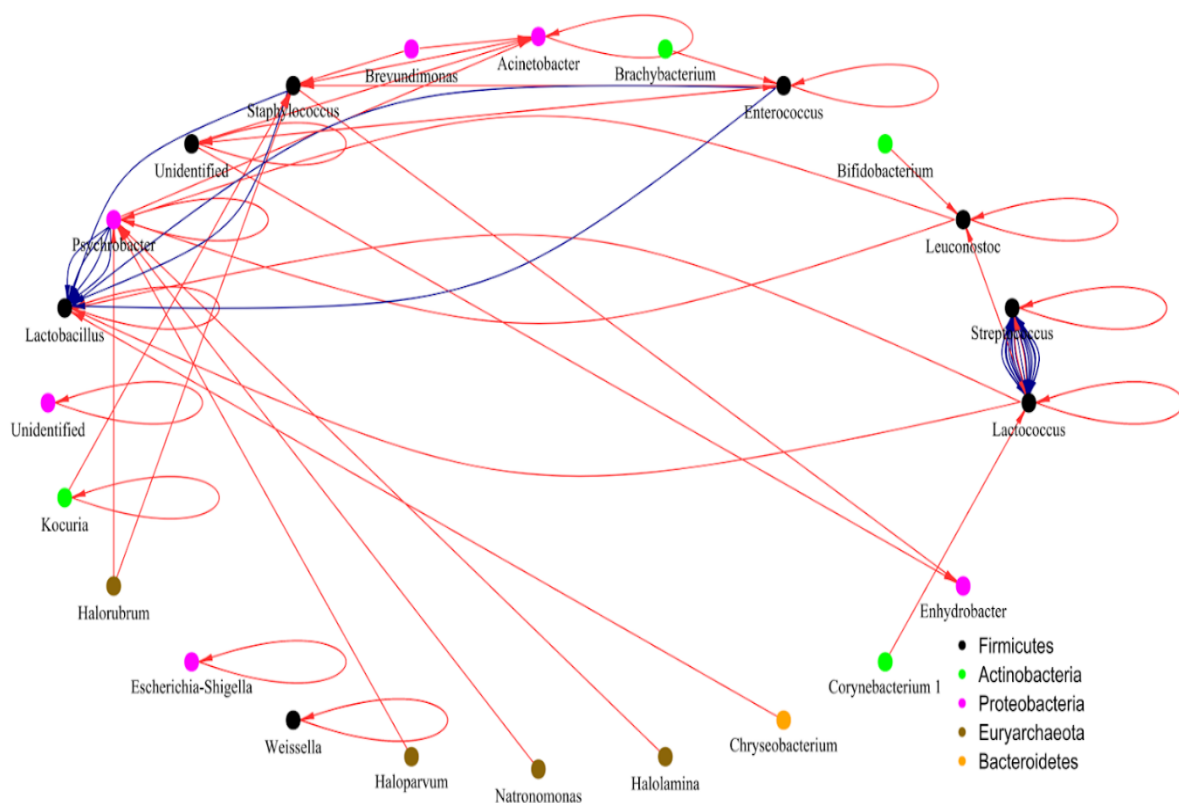 Acinetobacter
Brevundimonas
Brachybacterium
Staphylococcus
Enterococcus
Unidentified
Bifidobacterium
Psychrobacter
Leuconostoc
Lactobacillus
Streptococcus
Unidentified
Lactococcus
Kocuria
Halorubrum
Enhydrobacter
Escherichia-Shigella
Corynebacterium 1
Weissella
Chryseobacterium
Haloparvum
Natronomonas
Halolamina
Firmicutes
Actinobacteria
Proteobacteria
Euryarchaeota
Bacteroidetes